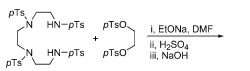 pTs pTs
N HN
+ pTsO
pTsO
N HN
pTs pTs
i, EtONa, DMF
ii, H₂SO₄
iii, NaOH